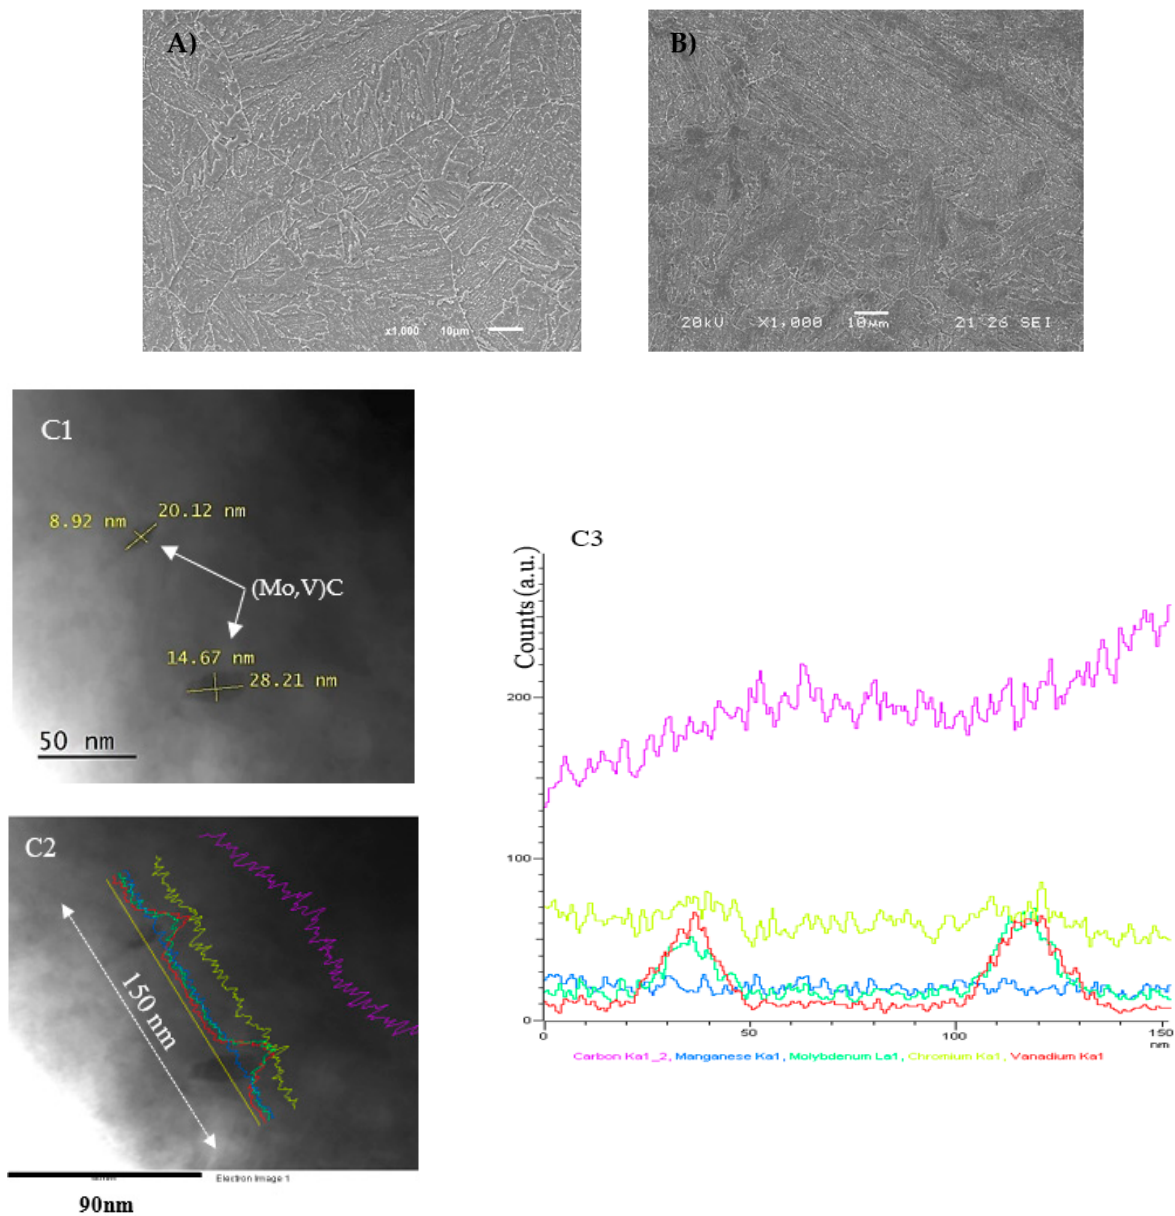 A)
x1,000 10µm
B)
20kV X1,000 10µm 21 26 SEI
C1
20.12 nm
8.92 nm
(Mo,V)C
14.67 nm
28.21 nm
50 nm
C2
150 nm
Electron Image 1
90nm
C3
Counts (a.u.)
200
100
0
0 50 100 150
nm
Carbon Ka1_2, Manganese Ka1, Molybdenum La1, Chromium Ka1, Vanadium Ka1